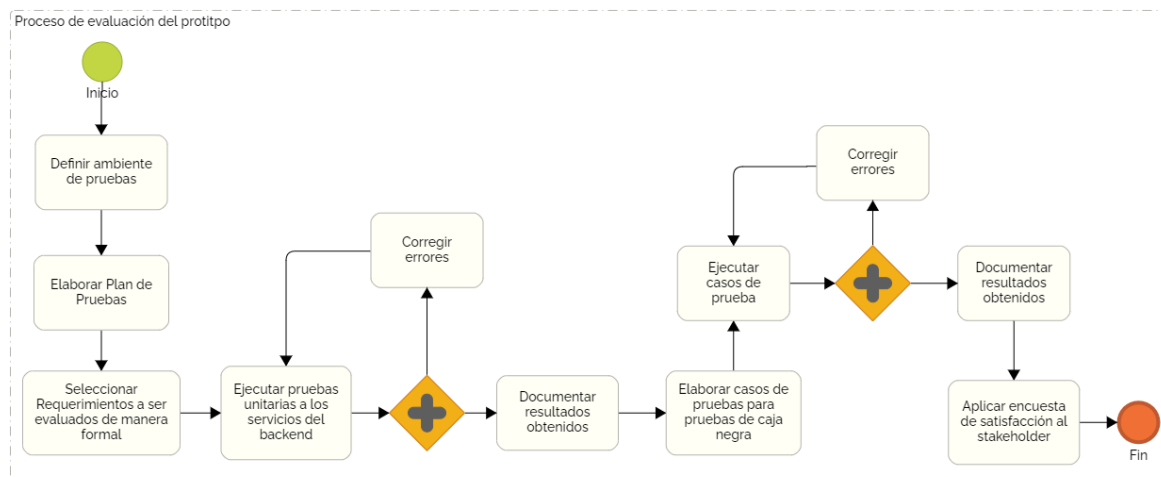 Proceso de evaluación del protitpo
Inicio
Definir ambiente
de pruebas
Elaborar Plan de
Pruebas
Seleccionar
Requerimientos a ser
evaluados de manera
formal
Ejecutar pruebas
unitarias a los
servicios del
backend
Corregir
errores
Documentar
resultados
obtenidos
Elaborar casos de
pruebas para
pruebas de caja
negra
Ejecutar
casos de
prueba
Corregir
errores
Documentar
resultados
obtenidos
Aplicar encuesta
de satisfacción al
stakeholder
Fin